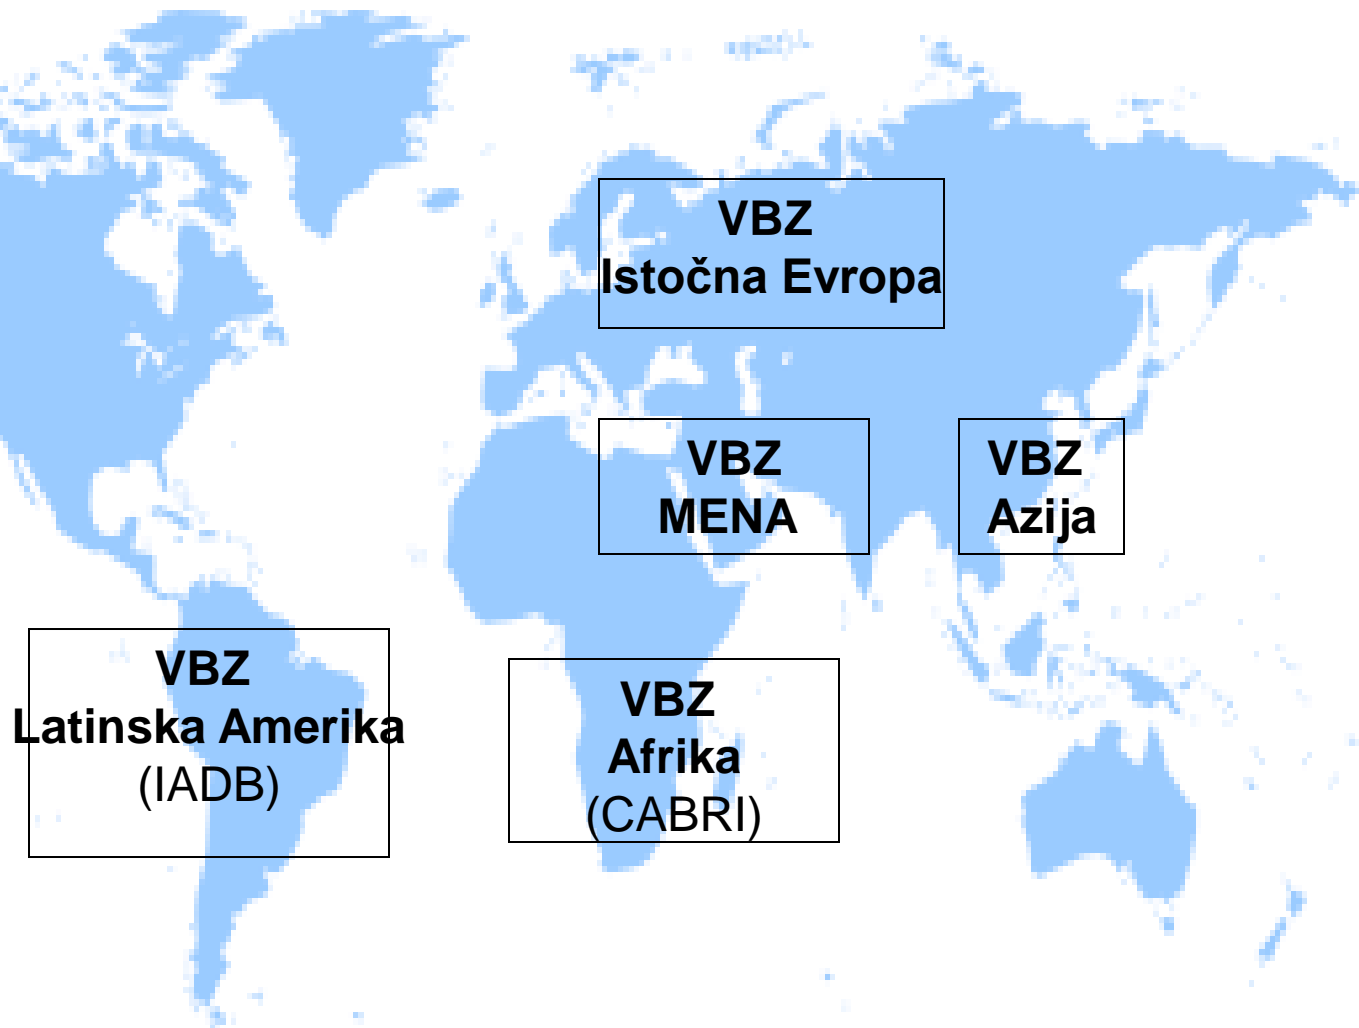 VBZ
Istočna Evropa
VBZ
MENA
VBZ
Azija
VBZ
Latinska Amerika
(IADB)
VBZ
Afrika
(CABRI)